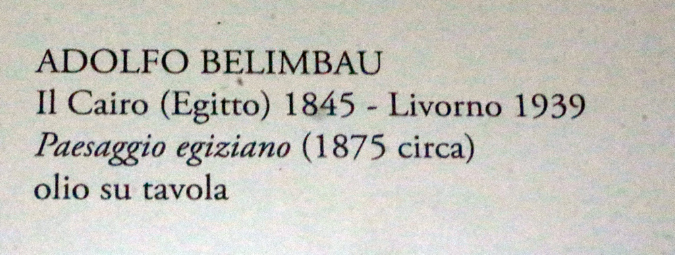 ADOLFO BELIMBAU
Il Cairo (Egitto) 1845 - Livorno 1939
Paesaggio egiziano (1875 circa)
olio su tavola